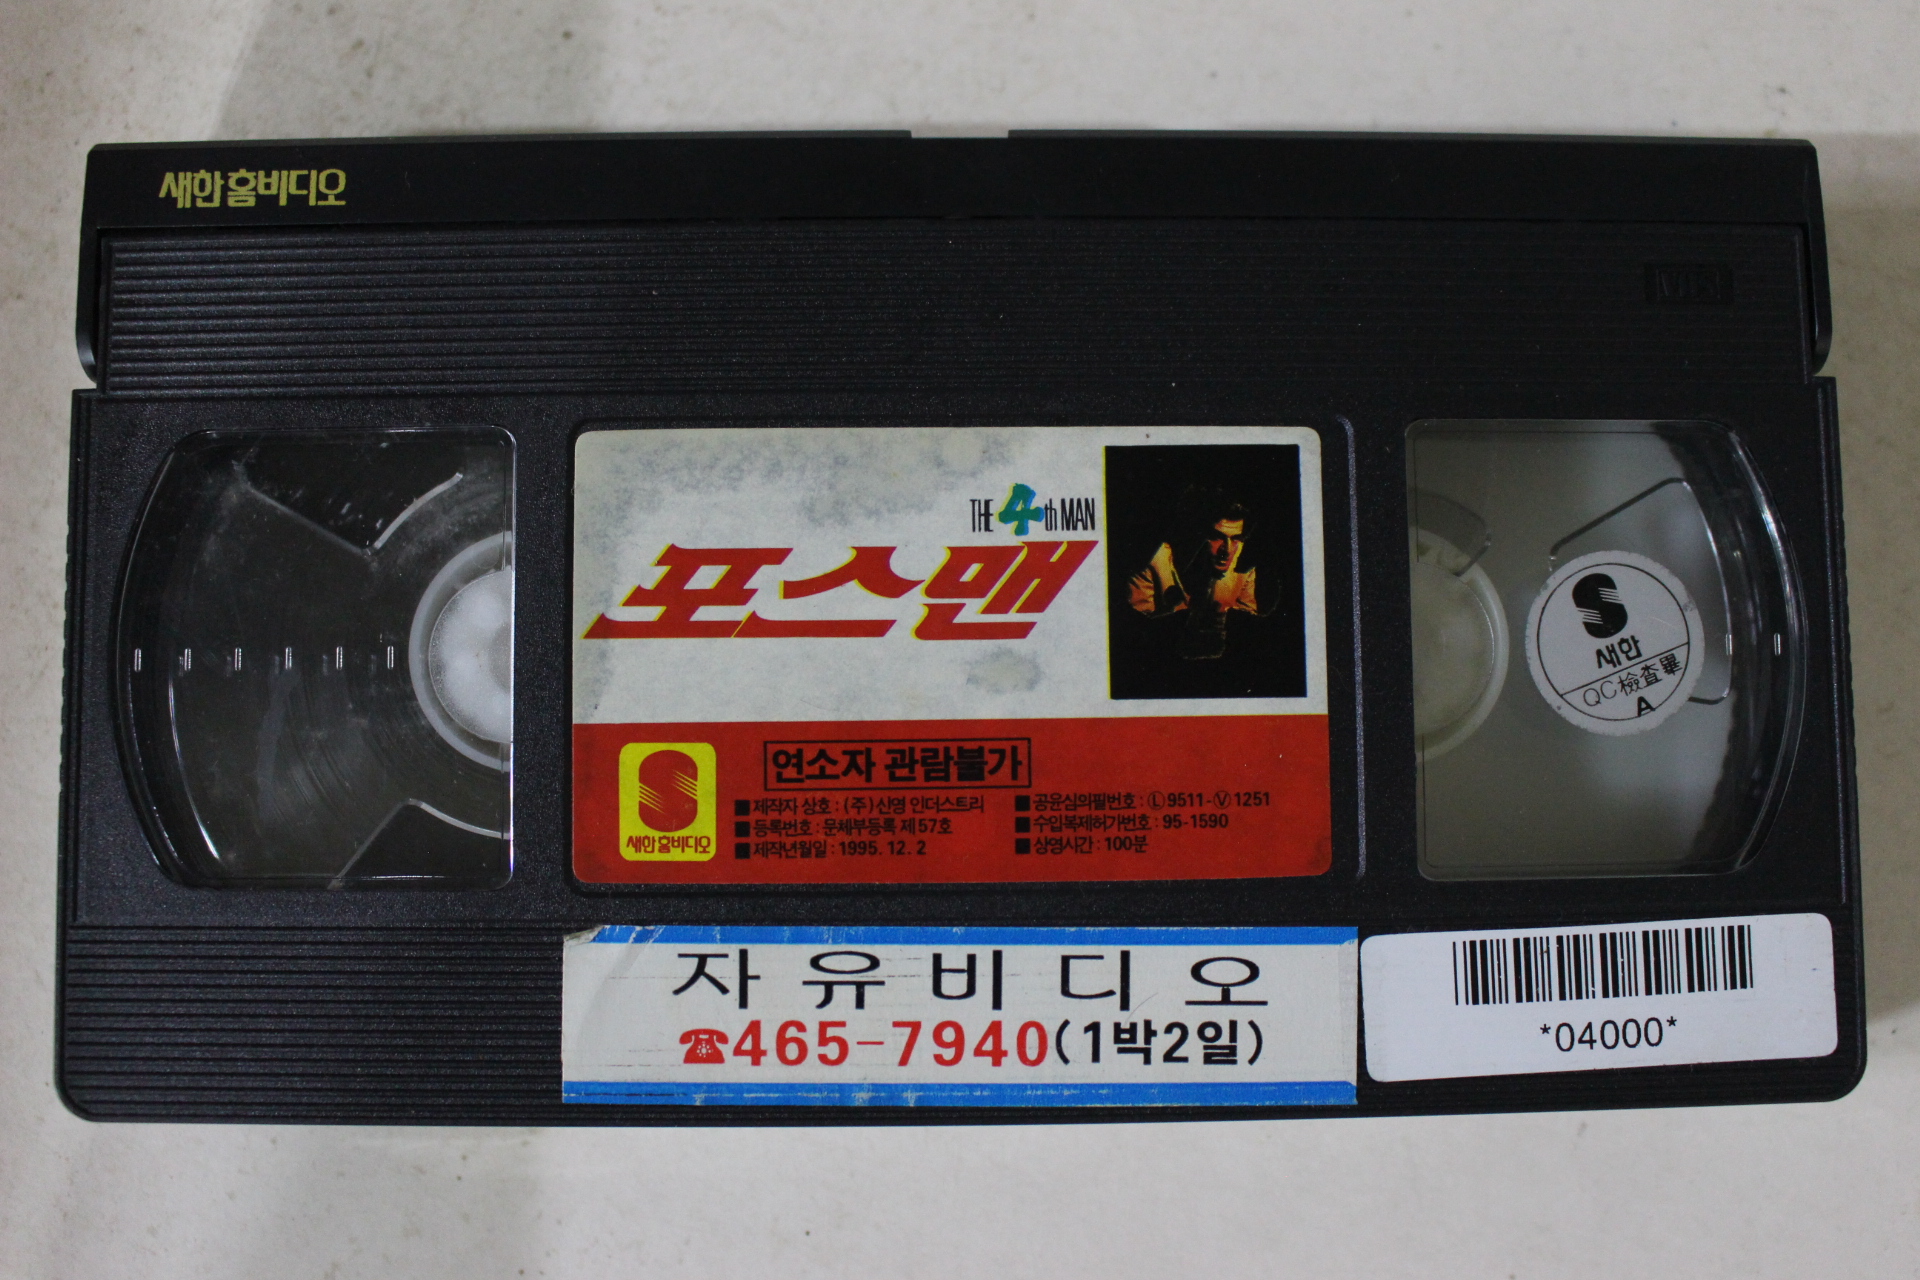 새한홈비디오
VHS
THE 4th MAN
포스맨
연소자 관람불가
■제작자 상호 : (주)산영 인더스트리
■등록번호 : 문체부등록 제57호
■제작년월일 : 1995. 12. 2
■공윤심의필번호 : Ⓛ9511-Ⓥ1251
■수입복제허가번호 : 95-1590
■상영시간 : 100분
새한홈비디오
새한
QC檢査畢
A
자유비디오
☎465-7940(1박2일)
*04000*